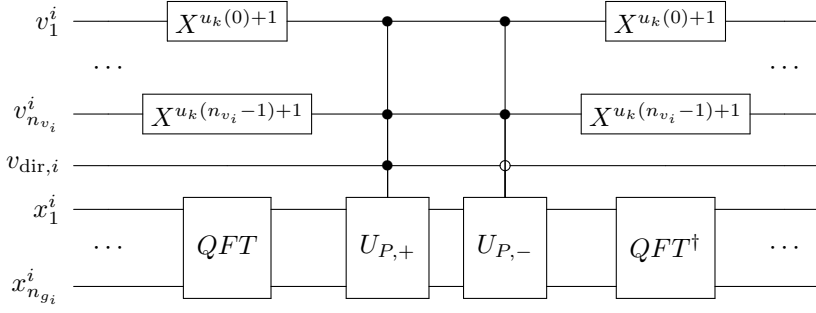 v_1^i X^{u_k(0)+1} X^{u_k(0)+1}
⋯ ⋯
v_{n_{v_i}}^i X^{u_k(n_{v_i}−1)+1} X^{u_k(n_{v_i}−1)+1}
v_{dir,i}
x_1^i
⋯ QFT U_{P,+} U_{P,−} QFT^† ⋯
x_{n_{g_i}}^i